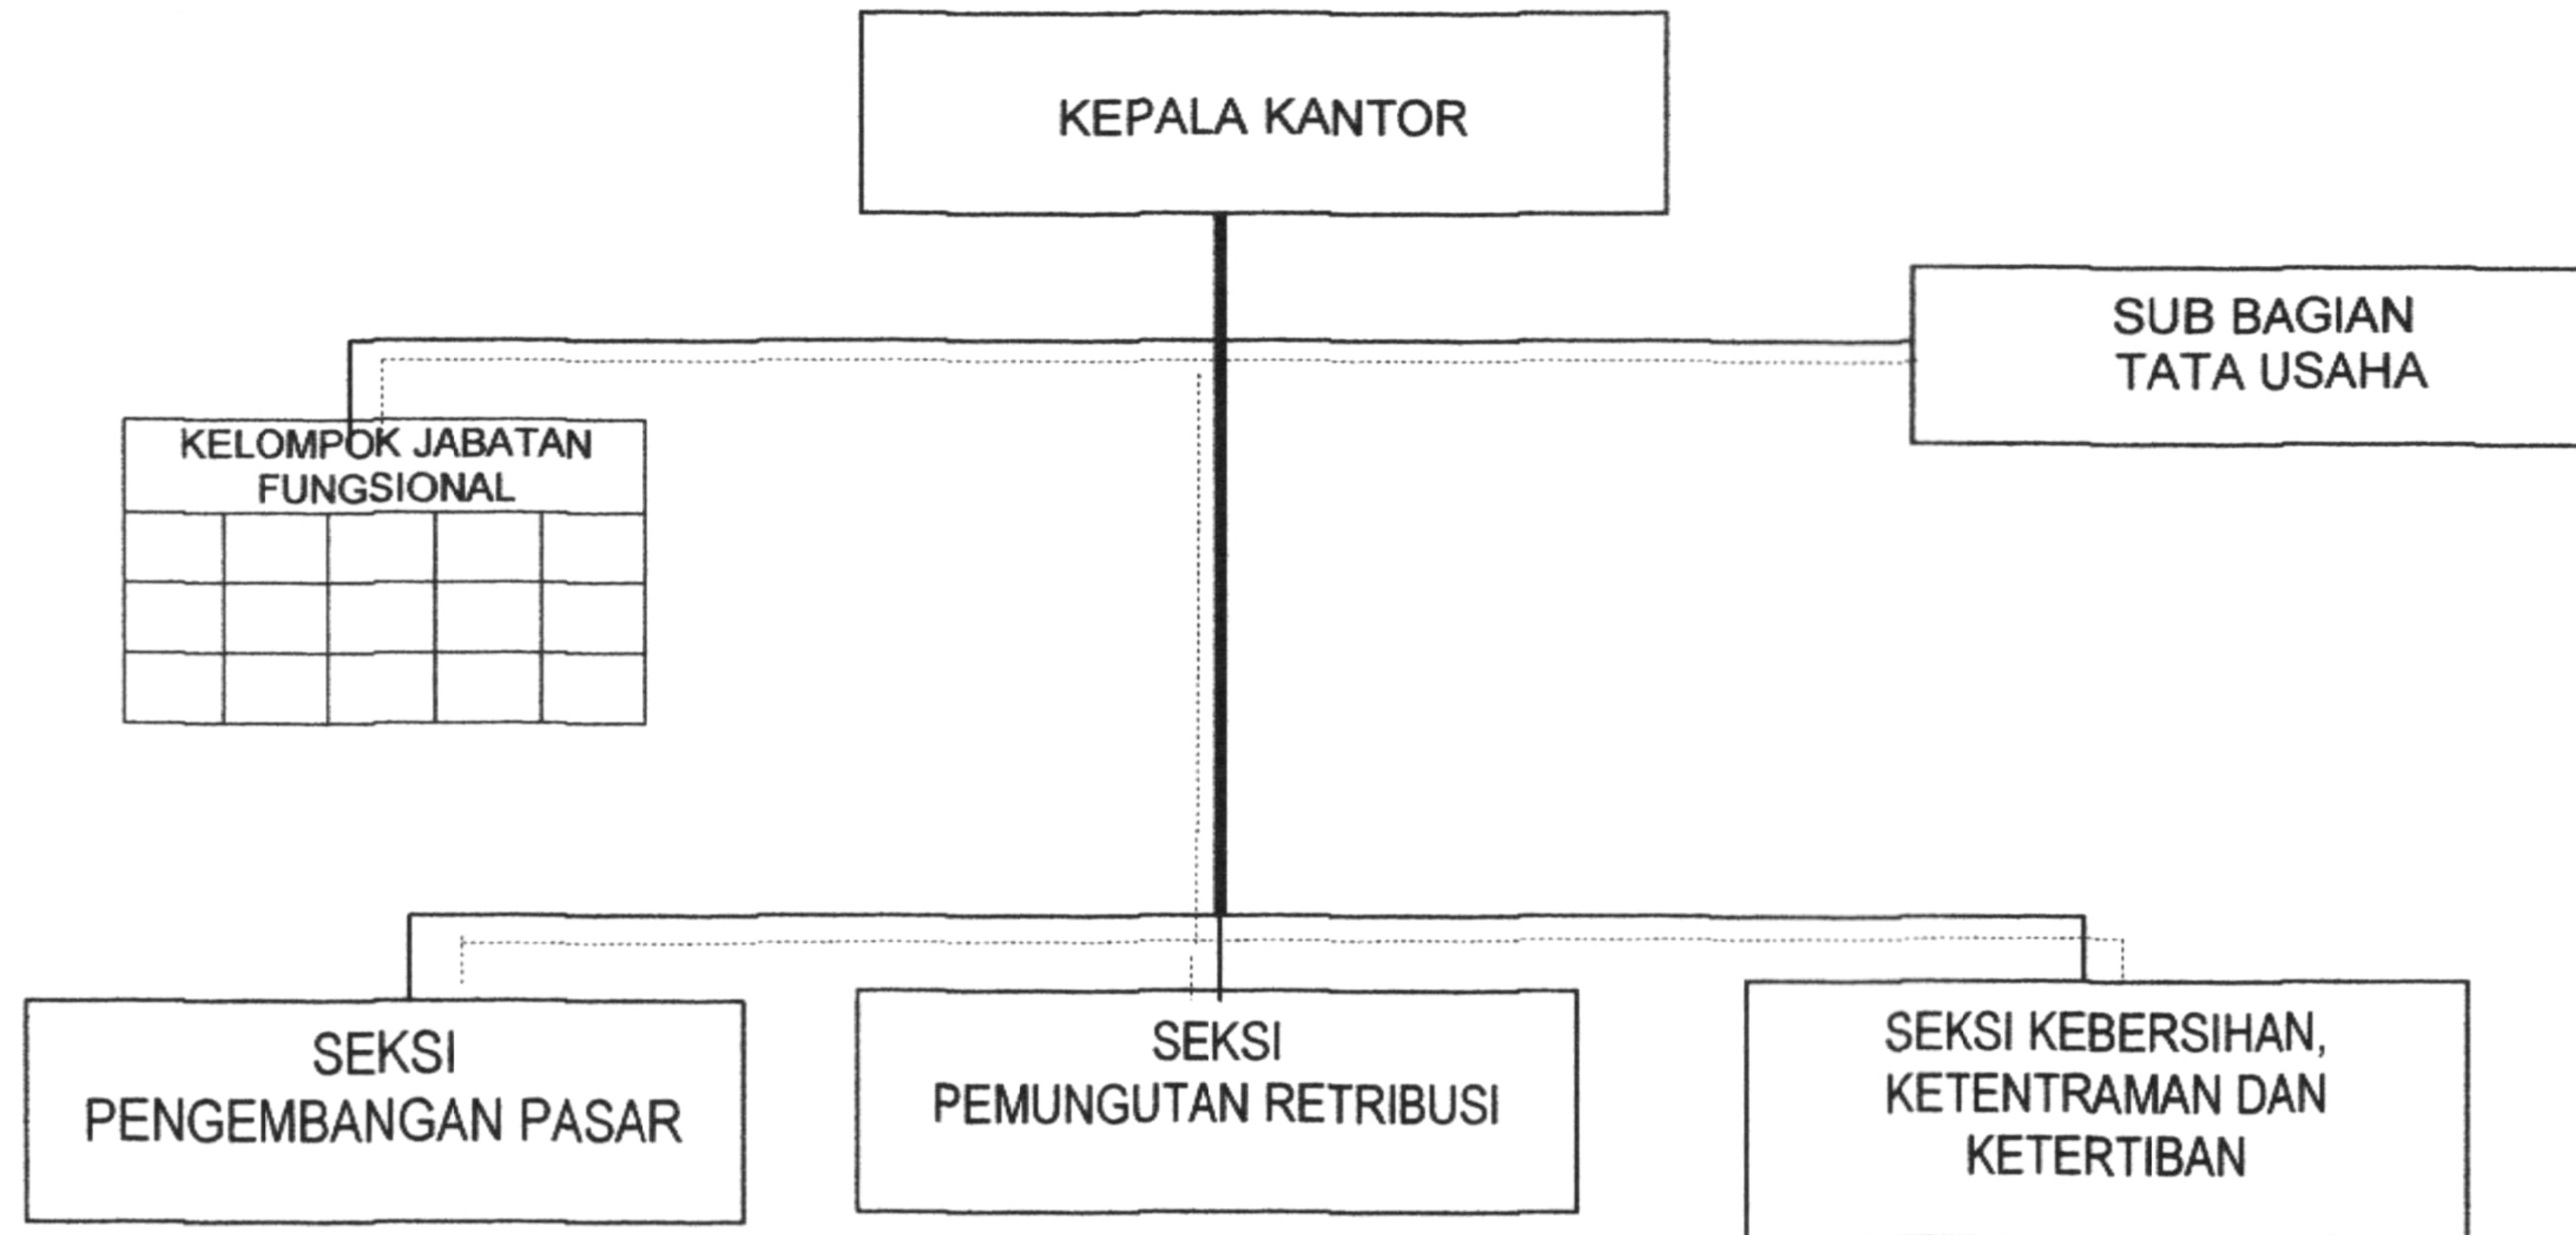 KEPALA KANTOR
SUB BAGIAN
TATA USAHA
KELOMPOK JABATAN
FUNGSIONAL
SEKSI
PENGEMBANGAN PASAR
SEKSI
PEMUNGUTAN RETRIBUSI
SEKSI KEBERSIHAN,
KETENTRAMAN DAN
KETERTIBAN